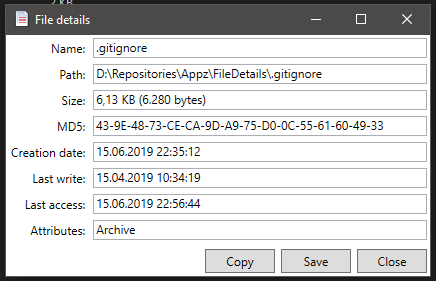 2 KB
File details
Name: .gitignore
Path: D:\Repositories\Appz\FileDetails\.gitignore
Size: 6,13 KB (6.280 bytes)
MD5: 43-9E-48-73-CE-CA-9D-A9-75-D0-0C-55-61-60-49-33
Creation date: 15.06.2019 22:35:12
Last write: 15.04.2019 10:34:19
Last access: 15.06.2019 22:56:44
Attributes: Archive
Copy Save Close